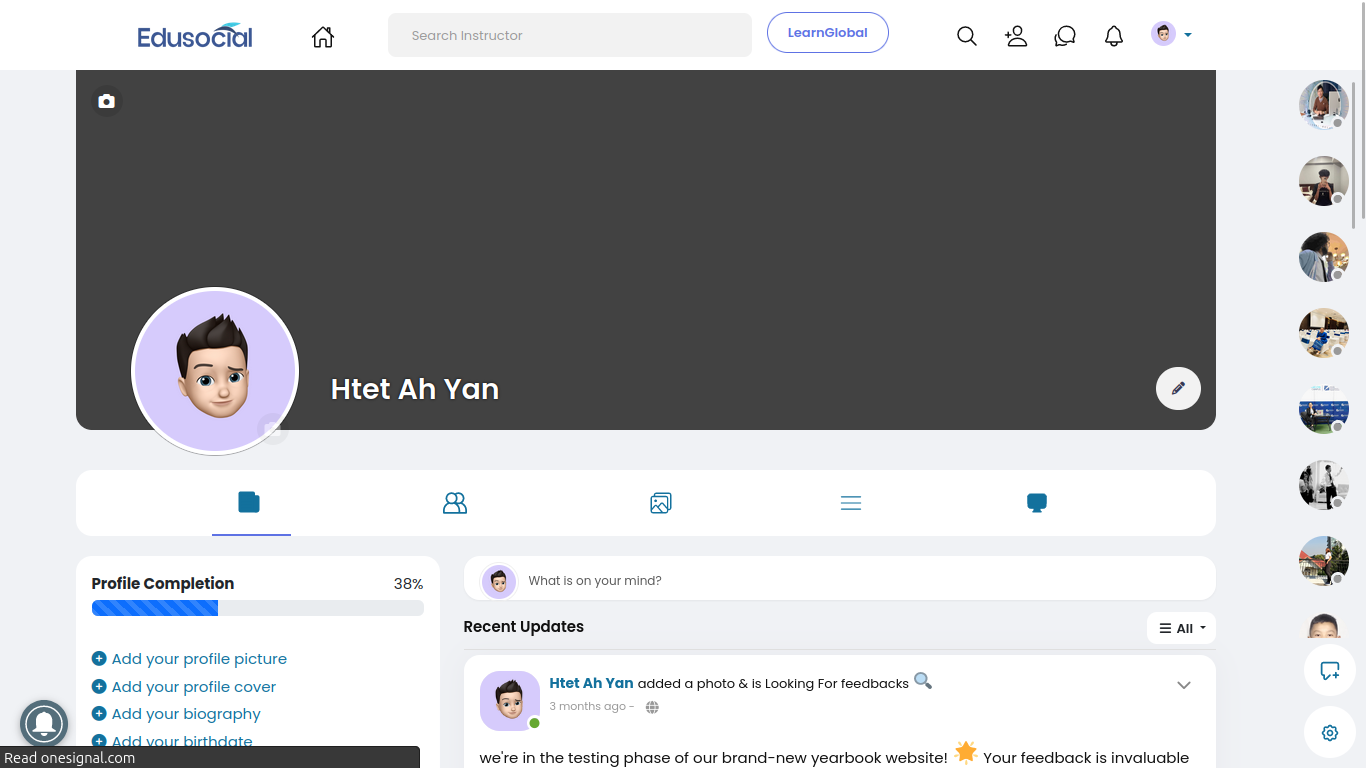 Edusocial
Search Instructor
LearnGlobal
Htet Ah Yan
Profile Completion 38%
Add your profile picture
Add your profile cover
Add your biography
Add your birthdate
What is on your mind?
Recent Updates
All
Htet Ah Yan added a photo & is Looking For feedbacks 🔍
3 months ago -
we're in the testing phase of our brand-new yearbook website! 🌟 Your feedback is invaluable
Read onesignal.com